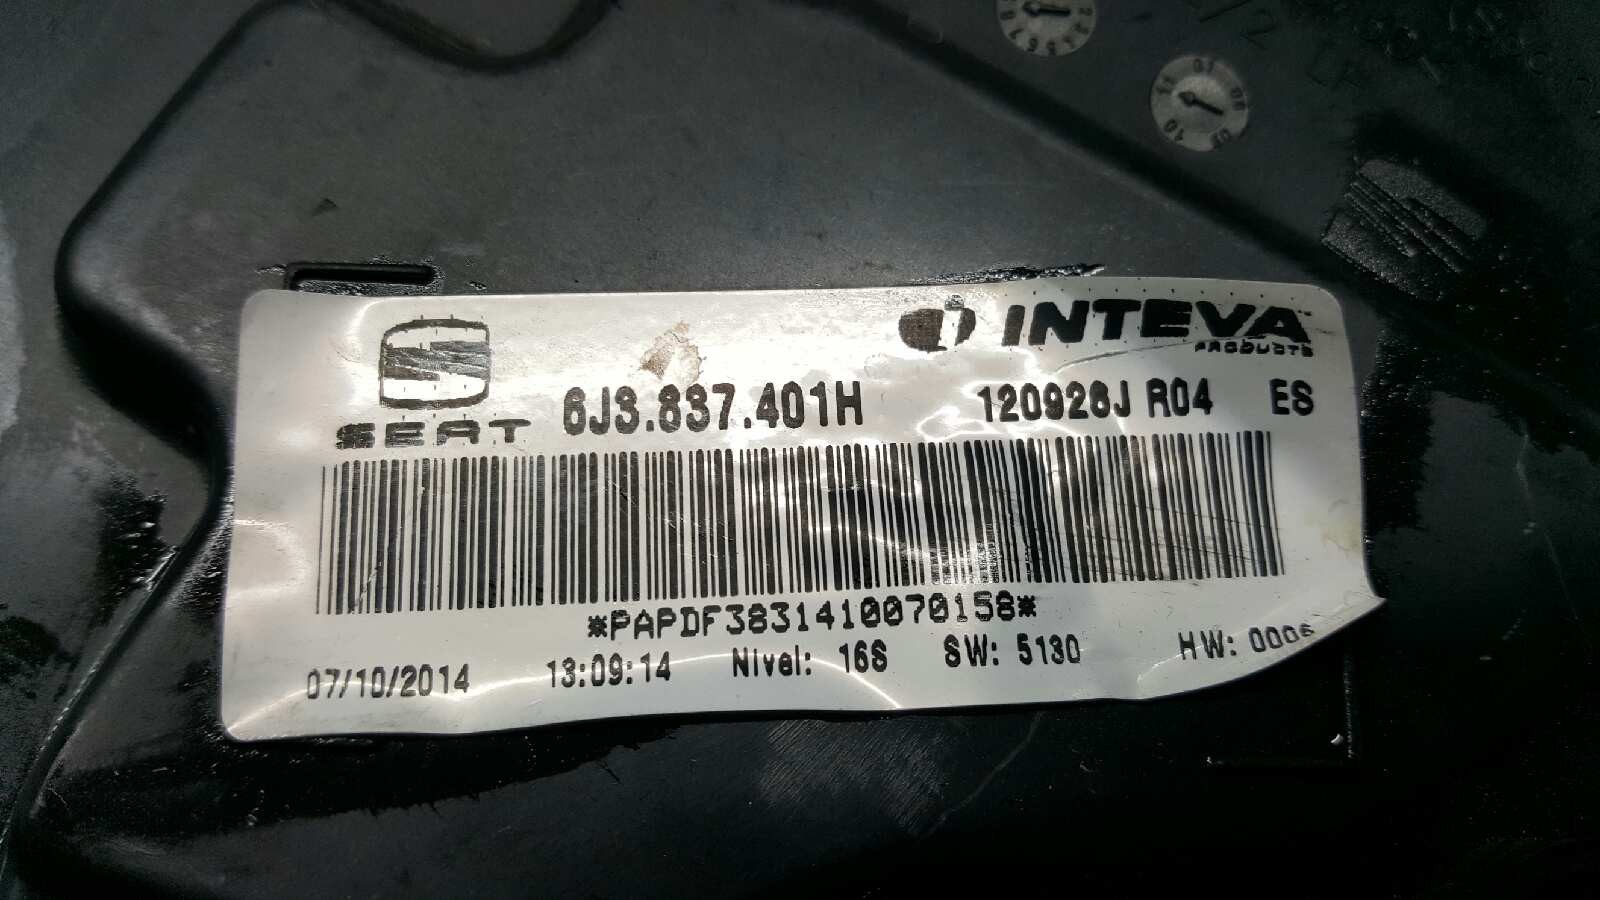 INTEVA
PRODUCTS
SEAT 6J3.837.401H 120928J R04 ES
*PAPDF3831410070158*
07/10/2014 13:09:14 Nivel: 16S SW: 5130 HW: 0006